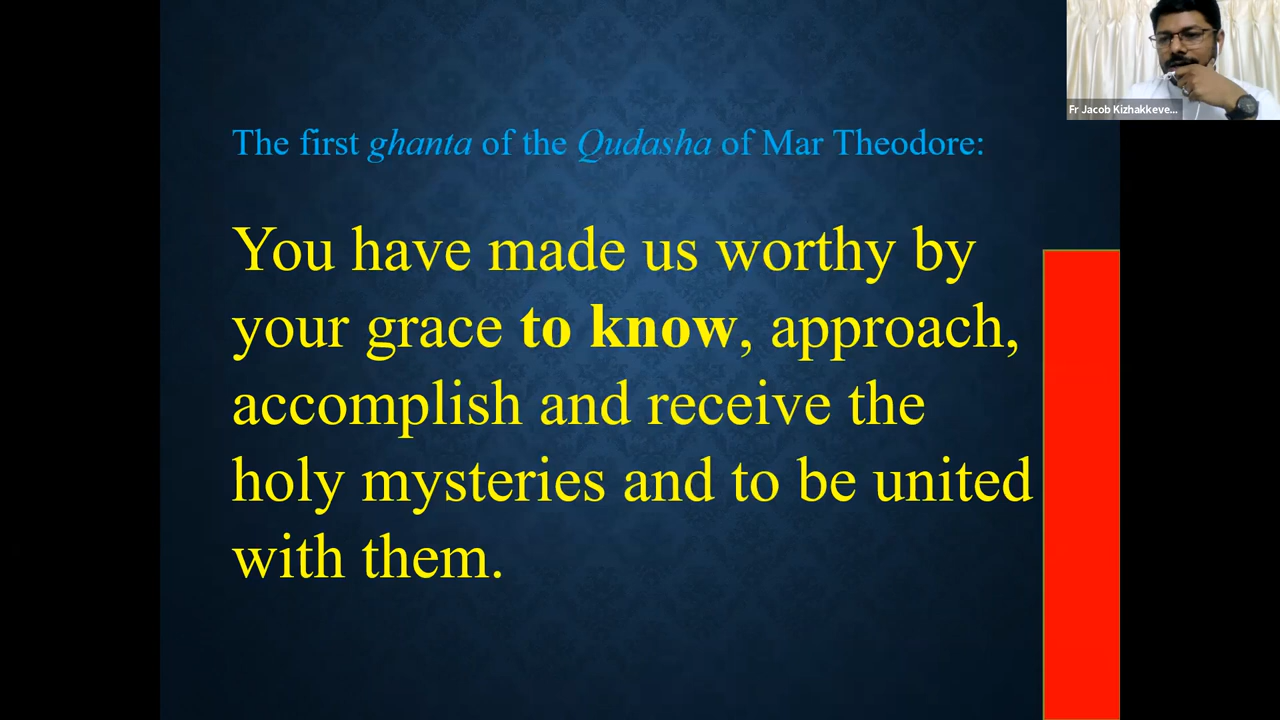 The first ghanta of the Qudasha of Mar Theodore:
You have made us worthy by
your grace to know, approach,
accomplish and receive the
holy mysteries and to be united
with them.
Fr Jacob Kizhakkeve...